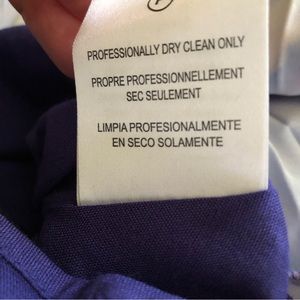 PROFESSIONALLY DRY CLEAN ONLY
PROPRE PROFESSIONNELLEMENT
SEC SEULEMENT
LIMPIA PROFESIONALMENTE
EN SECO SOLAMENTE